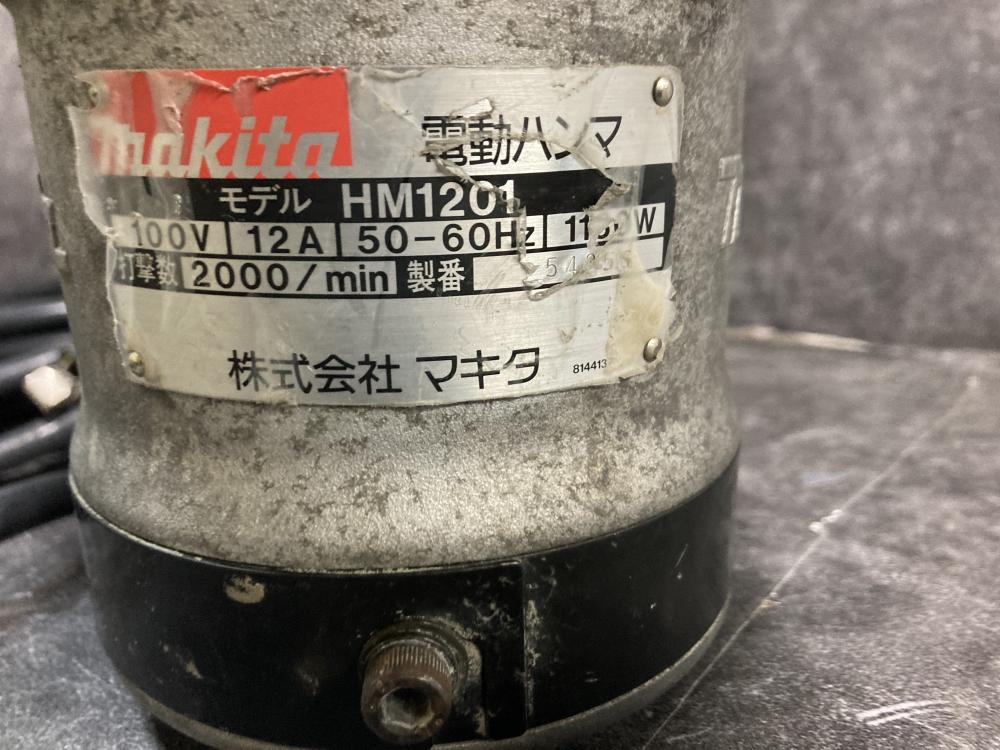 makita 電動ハンマ
モデル HM1201
100V 12A 50-60Hz
打撃数 2000/min 製番
株式会社 マキタ 814413